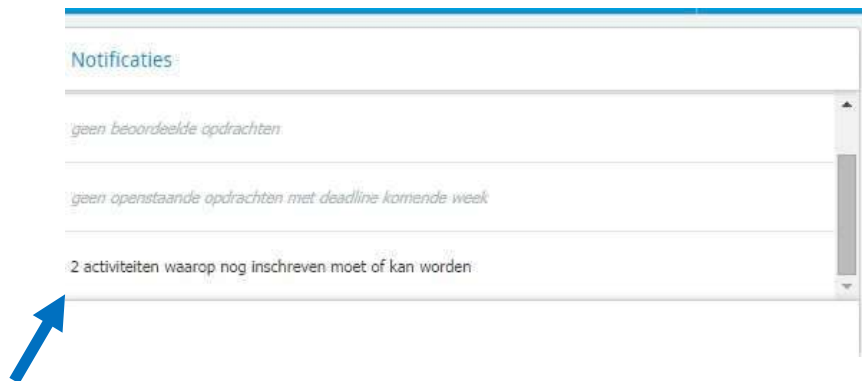 Notificaties
geen beoordeelde opdrachten
geen openstaande opdrachten met deadline komende week
2 activiteiten waarop nog inschreven moet of kan worden